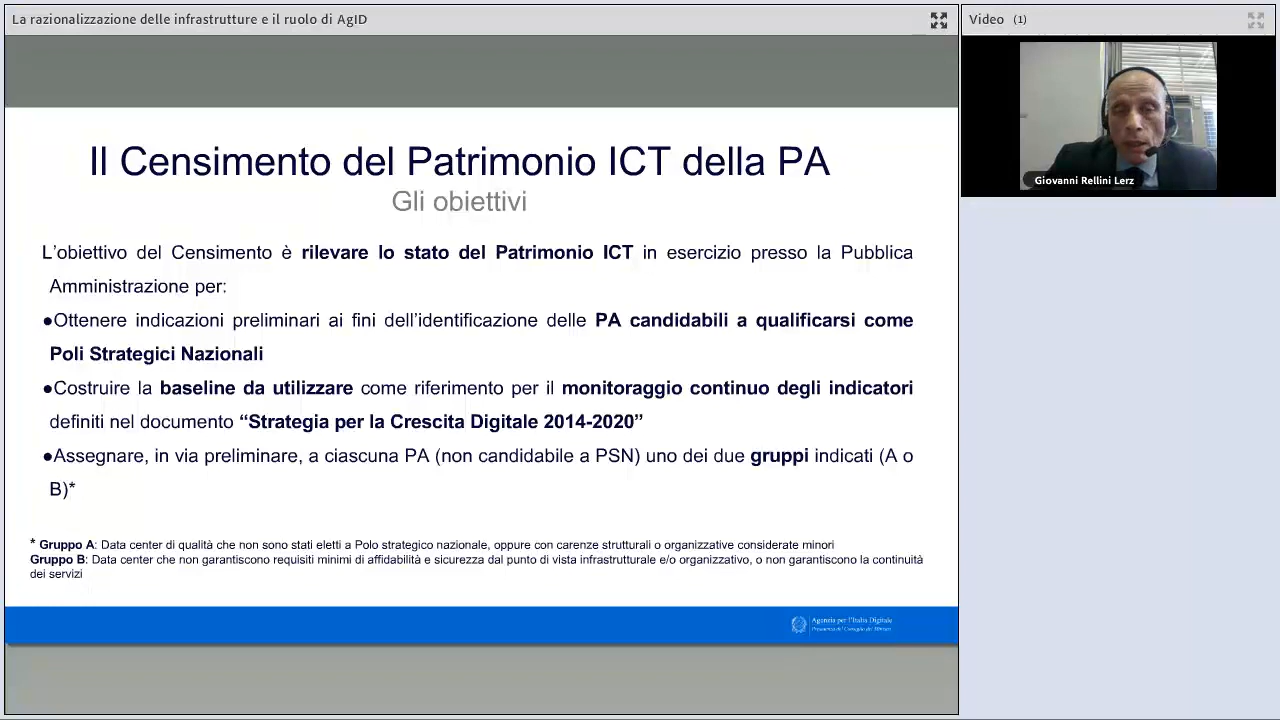 La razionalizzazione delle infrastrutture e il ruolo di AgID
Video (1)
Giovanni Rellini Lerz
Il Censimento del Patrimonio ICT della PA
Gli obiettivi
L’obiettivo del Censimento è rilevare lo stato del Patrimonio ICT in esercizio presso la Pubblica
Amministrazione per:
●Ottenere indicazioni preliminari ai fini dell’identificazione delle PA candidabili a qualificarsi come
Poli Strategici Nazionali
●Costruire la baseline da utilizzare come riferimento per il monitoraggio continuo degli indicatori
definiti nel documento “Strategia per la Crescita Digitale 2014-2020”
●Assegnare, in via preliminare, a ciascuna PA (non candidabile a PSN) uno dei due gruppi indicati (A o
B)*
* Gruppo A: Data center di qualità che non sono stati eletti a Polo strategico nazionale, oppure con carenze strutturali o organizzative considerate minori
Gruppo B: Data center che non garantiscono requisiti minimi di affidabilità e sicurezza dal punto di vista infrastrutturale e/o organizzativo, o non garantiscono la continuità
dei servizi
Agenzia per l'Italia Digitale
Presidenza del Consiglio dei Ministri